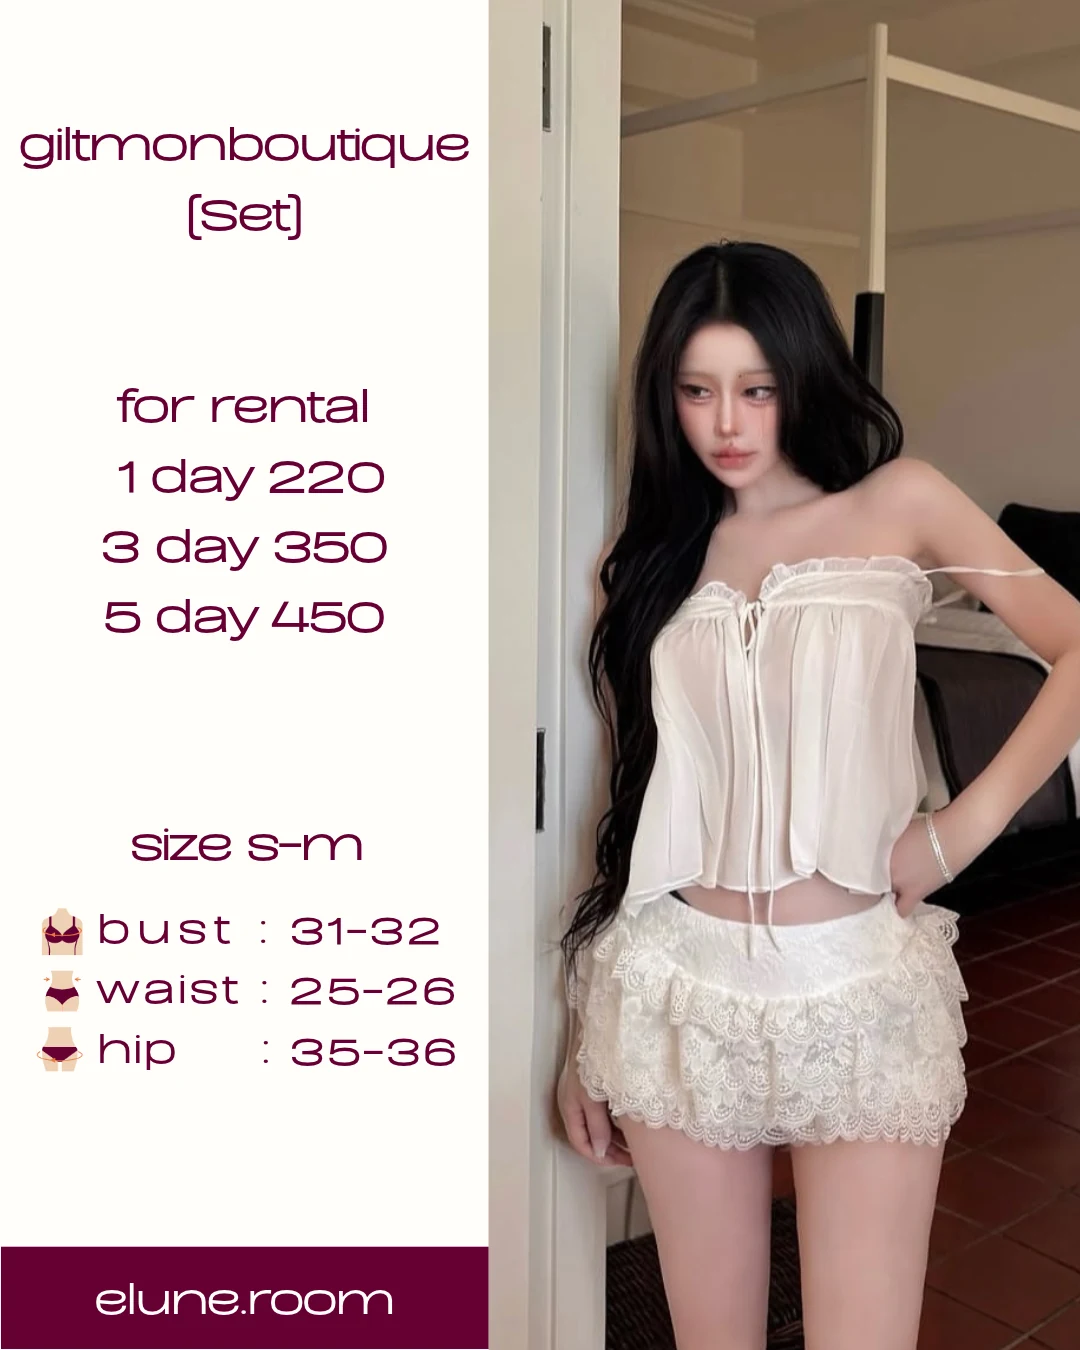 giltmonboutique
(Set)
for rental
1 day 220
3 day 350
5 day 450
size s-m
bust : 31-32
waist : 25-26
hip : 35-36
elune.room